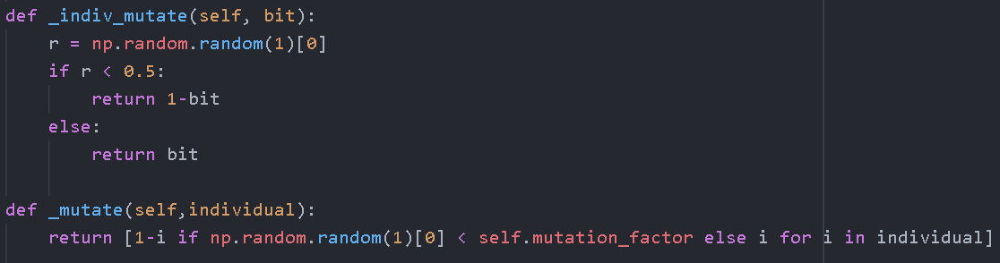 def _indiv_mutate(self, bit):
    r = np.random.random(1)[0]
    if r < 0.5:
        return 1-bit
    else:
        return bit
def _mutate(self,individual):
    return [1-i if np.random.random(1)[0] < self.mutation_factor else i for i in individual]